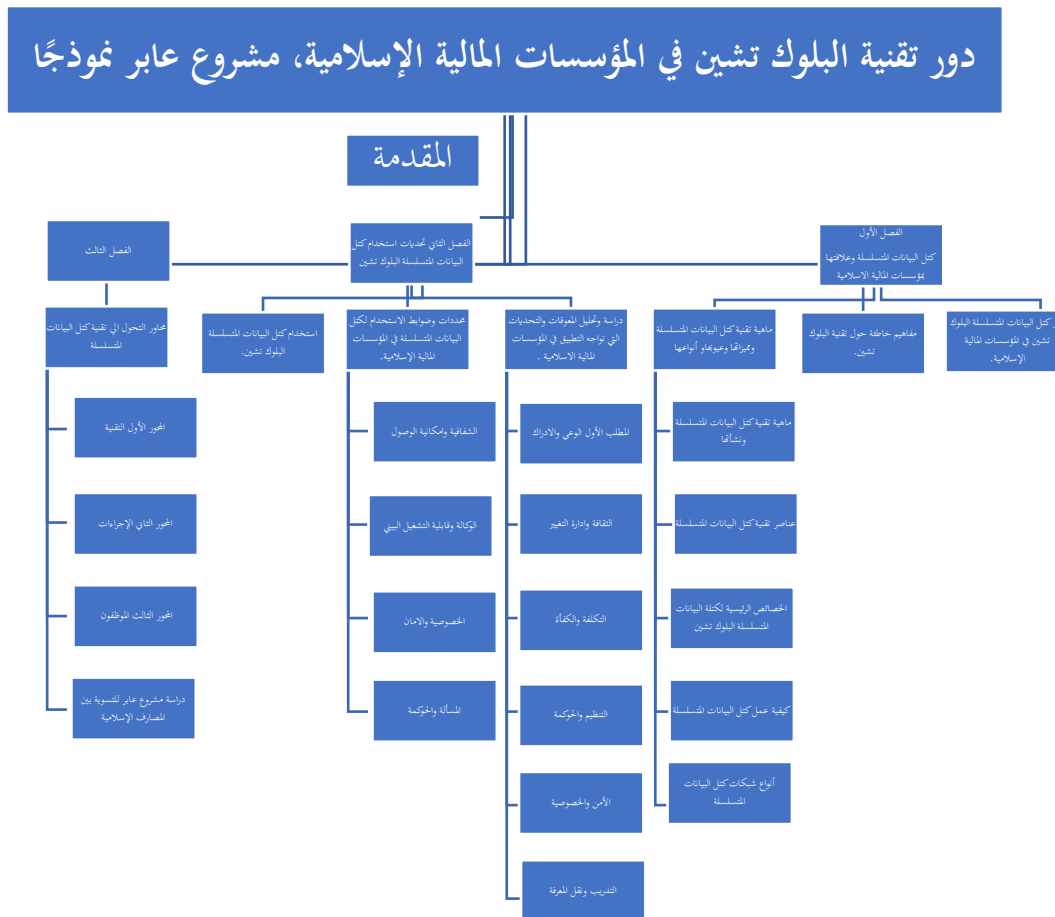 دور تقنية البلوك تشين في المؤسسات المالية الإسلامية، مشروع عابر نموذجًا
المقدمة
الفصل الأول
كتل البيانات المتسلسلة وعلاقتها
بمؤسسات المالية الاسلامية
كتل البيانات المتسلسلة البلوك
تشين في المؤسسات المالية
الإسلامية.
مفاهيم خاطئة حول تقنية البلوك
تشين.
ماهية تقنية كتل البيانات المتسلسلة
ومميزاتها وعيوبهاو أنواعها
ماهية تقنية كتل البيانات المتسلسلة
ونشأتها
عناصر تقنية كتل البيانات المتسلسلة
الخصائص الرئيسية لكتلة البيانات
المتسلسلة البلوك تشين
كيفية عمل كتل البيانات المتسلسلة
أنواع شبكات كتل البيانات
المتسلسلة
الفصل الثاني تحديات استخدام كتل
البيانات المتسلسلة البلوك تشين
دراسة وتحليل المعوقات والتحديات
التي تواجه التطبيق في المؤسسات
المالية الاسلامية .
المطلب الأول الوعي والادراك
الثقافة وادارة التغيير
التكلفة والكفأة
التنظيم والحوكمة
الأمن والخصوصية
التدريب ونقل المعرفة
محددات وضوابط الاستخدام لكتل
البيانات المتسلسلة في المؤسسات
المالية الإسلامية.
الشفافية وامكانية الوصول
الوكالة وقابلية التشغيل البيني
الخصوصية والامان
المسألة والحوكمة
استخدام كتل البيانات المتسلسلة
البلوك تشين.
الفصل الثالث
محاور التحول الي تقنية كتل البيانات
المتسلسلة
المحور الأول التقنية
المحور الثاني الإجراءات
المحور الثالث الموظفون
دراسة مشروع عابر للتسوية بين
المصارف الإسلامية